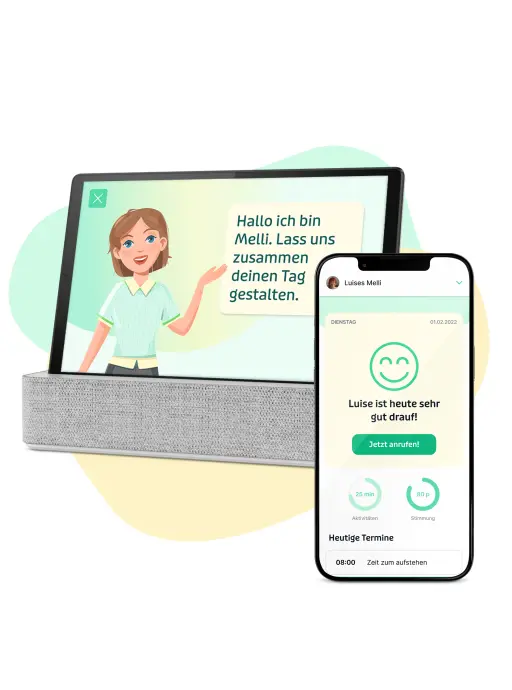 Hallo ich bin
Melli. Lass uns
zusammen
deinen Tag
gestalten.
Luises Melli
DIENSTAG 01.02.2023
Luise ist heute sehr
gut drauf!
Jetzt anrufen!
25 min
80 p
Aktivitäten Stimmung
Heutige Termine
08:00 Zeit zum aufstehen